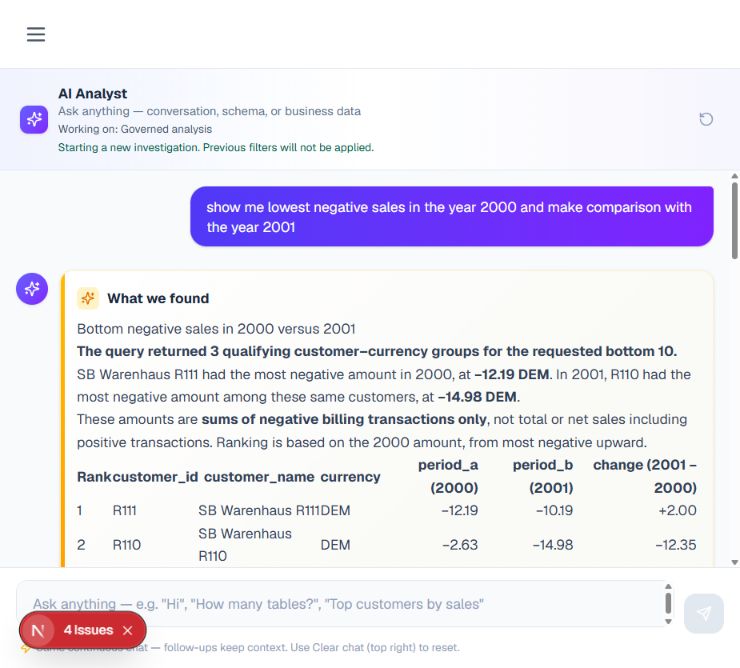 AI Analyst
Ask anything — conversation, schema, or business data
Working on: Governed analysis
Starting a new investigation. Previous filters will not be applied.
show me lowest negative sales in the year 2000 and make comparison with
the year 2001
What we found
Bottom negative sales in 2000 versus 2001
The query returned 3 qualifying customer–currency groups for the requested bottom 10.
SB Warenhaus R111 had the most negative amount in 2000, at −12.19 DEM. In 2001, R110 had the
most negative amount among these same customers, at −14.98 DEM.
These amounts are sums of negative billing transactions only, not total or net sales including
positive transactions. Ranking is based on the 2000 amount, from most negative upward.
Rank customer_id customer_name currency period_a (2000) period_b (2001) change (2001 − 2000)
1 R111 SB Warenhaus R111 DEM −12.19 −10.19 +2.00
2 R110 SB Warenhaus R110 DEM −2.63 −14.98 −12.35
Ask anything — e.g. "Hi", "How many tables?", "Top customers by sales"
N 4 Issues
chat — follow-ups keep context. Use Clear chat (top right) to reset.